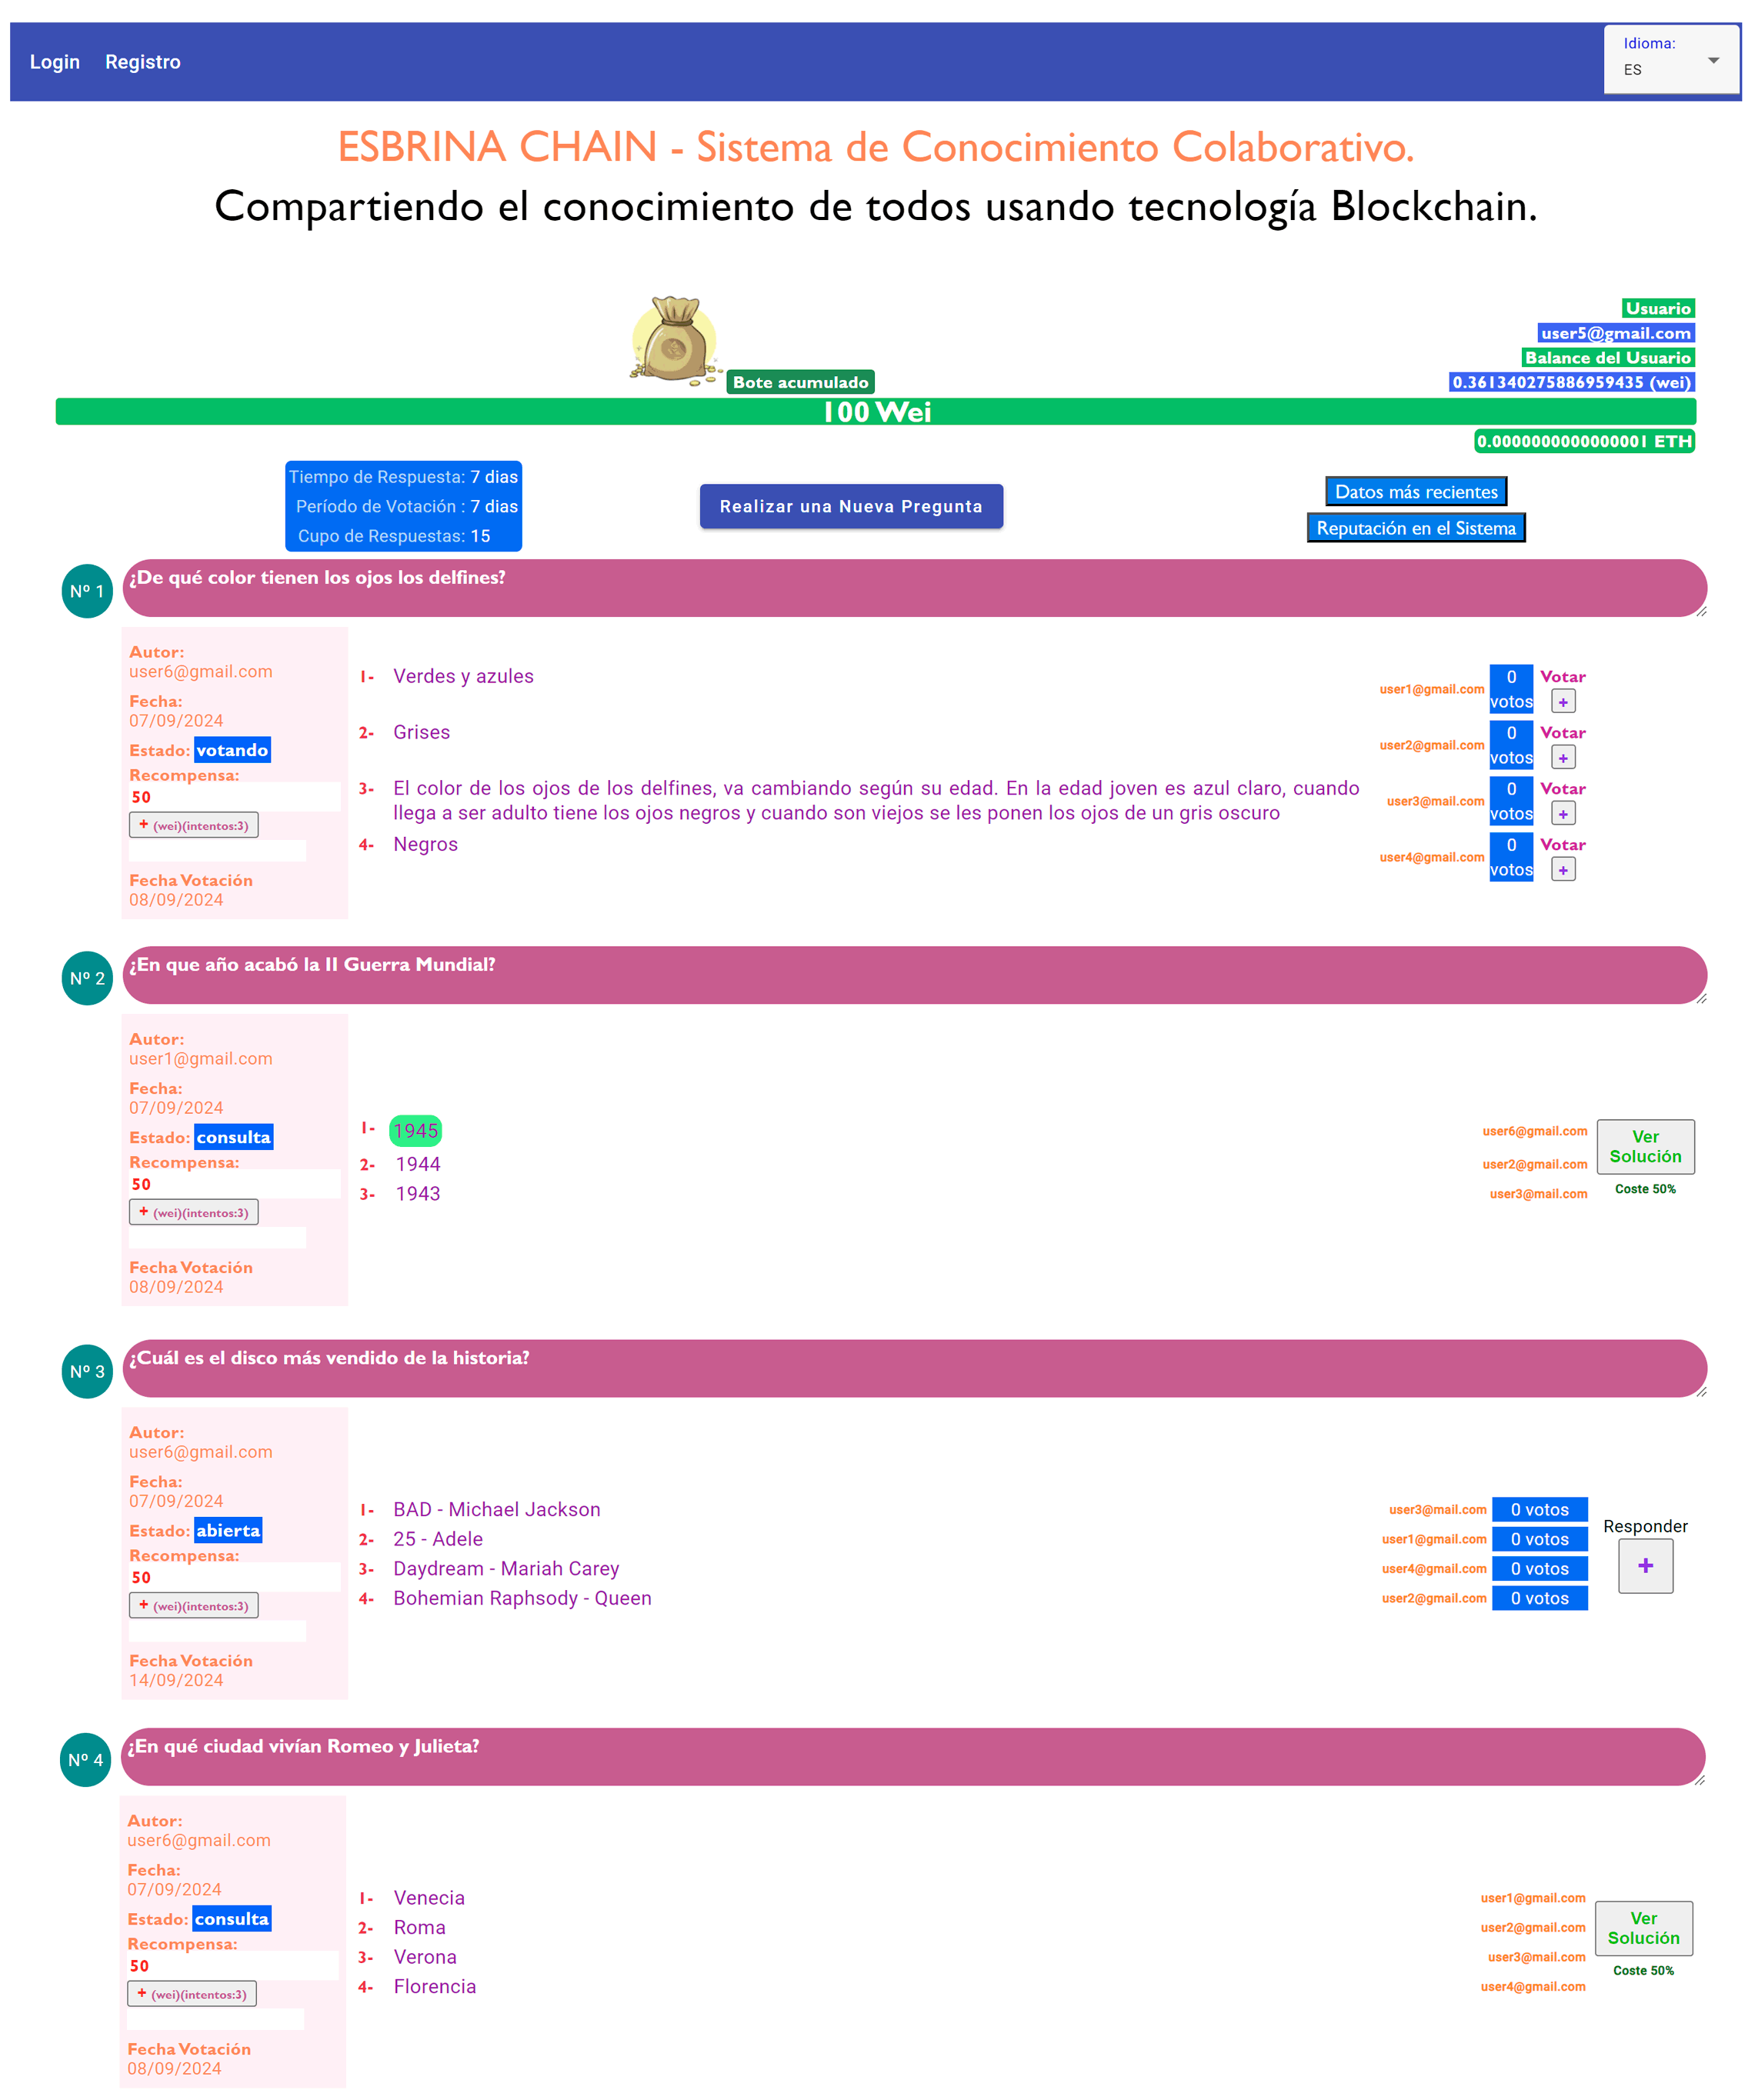 Login Registro
Idioma:
ES
ESBRINA CHAIN - Sistema de Conocimiento Colaborativo.
Compartiendo el conocimiento de todos usando tecnología Blockchain.
Usuario
user5@gmail.com
Balance del Usuario
Bote acumulado
0.361340275886959435 (wei)
100 Wei
0.0000000000000001 ETH
Tiempo de Respuesta: 7 dias
Período de Votación : 7 dias
Cupo de Respuestas: 15
Realizar una Nueva Pregunta
Datos más recientes
Reputación en el Sistema
Nº 1
¿De qué color tienen los ojos los delfines?
Autor:
user6@gmail.com
Fecha:
07/09/2024
Estado: votando
Recompensa:
50
+ (wei)(intentos:3)
Fecha Votación
08/09/2024
1- Verdes y azules
user1@gmail.com
0 votos
Votar
+
2- Grises
user2@gmail.com
0 votos
Votar
+
3- El color de los ojos de los delfines, va cambiando según su edad. En la edad joven es azul claro, cuando
llega a ser adulto tiene los ojos negros y cuando son viejos se les ponen los ojos de un gris oscuro
user3@mail.com
0 votos
Votar
+
4- Negros
user4@gmail.com
0 votos
Votar
+
Nº 2
¿En que año acabó la II Guerra Mundial?
Autor:
user1@gmail.com
Fecha:
07/09/2024
Estado: consulta
Recompensa:
50
+ (wei)(intentos:3)
Fecha Votación
08/09/2024
1- 1945
user6@gmail.com
2- 1944
user2@gmail.com
3- 1943
user3@mail.com
Ver
Solución
Coste 50%
Nº 3
¿Cuál es el disco más vendido de la historia?
Autor:
user6@gmail.com
Fecha:
07/09/2024
Estado: abierta
Recompensa:
50
+ (wei)(intentos:3)
Fecha Votación
14/09/2024
1- BAD - Michael Jackson
user3@mail.com
0 votos
2- 25 - Adele
user1@gmail.com
0 votos
3- Daydream - Mariah Carey
user4@gmail.com
0 votos
4- Bohemian Raphsody - Queen
user2@gmail.com
0 votos
Responder
+
Nº 4
¿En qué ciudad vivían Romeo y Julieta?
Autor:
user6@gmail.com
Fecha:
07/09/2024
Estado: consulta
Recompensa:
50
+ (wei)(intentos:3)
Fecha Votación
08/09/2024
1- Venecia
user1@gmail.com
2- Roma
user2@gmail.com
3- Verona
user3@mail.com
4- Florencia
user4@gmail.com
Ver
Solución
Coste 50%